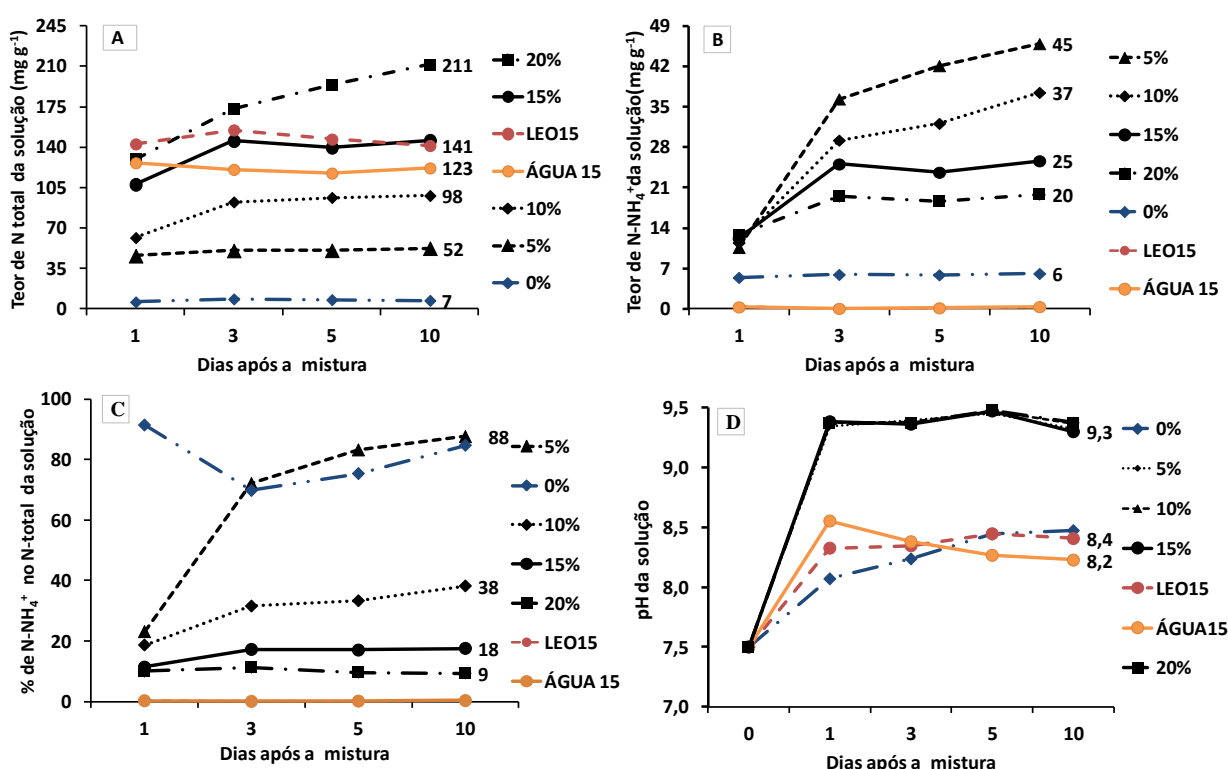 A
Teor de N total da solução (mg g⁻¹)
245
210
175
140
105
70
35
0
211
141
123
98
52
7
1 3 5 10
Dias após a mistura
20%
15%
LEO15
ÁGUA 15
10%
5%
0%
B
Teor de N-NH₄⁺da solução(mg g⁻¹)
49
42
35
28
21
14
7
0
45
37
25
20
6
1 3 5 10
Dias após a mistura
5%
10%
15%
20%
0%
LEO15
ÁGUA 15
C
% de N-NH₄⁺ no N-total da solução
100
80
60
40
20
0
88
38
18
9
1 3 5 10
Dias após a mistura
5%
0%
10%
15%
20%
LEO15
ÁGUA 15
D
pH da solução
9,5
9,0
8,5
8,0
7,5
7,0
9,3
8,4
8,2
0 1 3 5 10
Dias após a mistura
0%
5%
10%
15%
LEO15
ÁGUA15
20%